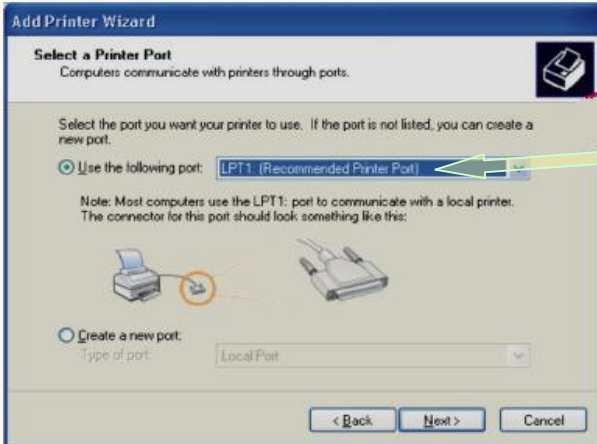 Add Printer Wizard
Select a Printer Port
Computers communicate with printers through ports.
Select the port you want your printer to use. If the port is not listed, you can create a
new port.
Use the following port: LPT1: (Recommended Printer Port)
Note: Most computers use the LPT1: port to communicate with a local printer.
The connector for this port should look something like this:
Create a new port:
Type of port: Local Port
< Back Next > Cancel